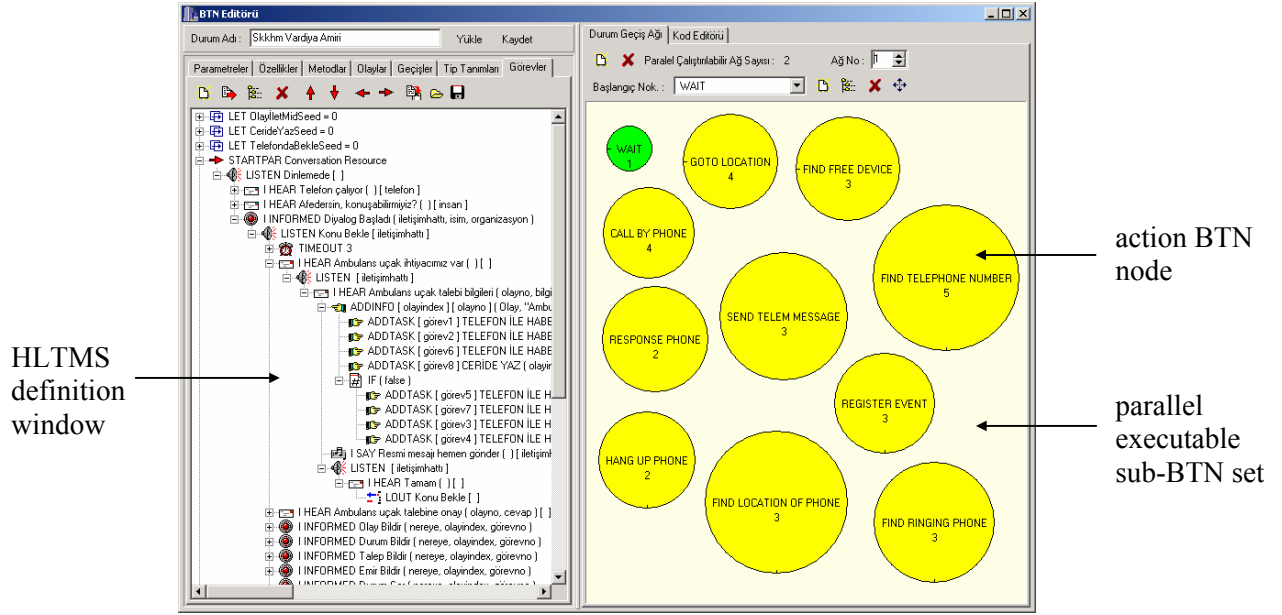 BTN Editörü
Durum Adı : Skkhm Vardiya Amiri Yükle Kaydet
Parametreler Özellikler Metodlar Olaylar Geçişler Tip Tanımları Görevler
LET OlayIletMidSeed = 0
LET CerideYazSeed = 0
LET TelefondaBekleSeed = 0
STARTPAR Conversation Resource
LISTEN Dinlemede [ ]
I HEAR Telefon çalıyor ( ) [ telefon ]
I HEAR Afedersin, konuşabilirmiyiz? ( ) [ insan ]
I INFORMED Diyalog Başladı ( iletişimhattı, isim, organizasyon )
LISTEN Konu Bekle [ iletişimhattı ]
TIMEOUT 3
I HEAR Ambulans uçak ihtiyacımız var ( ) [ ]
LISTEN [ iletişimhattı ]
I HEAR Ambulans uçak talebi bilgileri ( olayno, bilgi
ADDINFO [ olayindex ] [ olayno ] ( Olay, "Ambu
ADDTASK [ görev1 ] TELEFON İLE HABE
ADDTASK [ görev2 ] TELEFON İLE HABE
ADDTASK [ görev6 ] TELEFON İLE HABE
ADDTASK [ görev8 ] CERİDE YAZ ( olayir
IF ( false )
ADDTASK [ görev5 ] TELEFON İLE H
ADDTASK [ görev7 ] TELEFON İLE H
ADDTASK [ görev3 ] TELEFON İLE H
ADDTASK [ görev4 ] TELEFON İLE H
I SAY Resmi mesajı hemen gönder ( ) [ iletişimh
LISTEN [ iletişimhattı ]
I HEAR Tamam ( ) [ ]
LOUT Konu Bekle [ ]
I HEAR Ambulans uçak talebine onay ( olayno, cevap ) [ ]
I INFORMED Olay Bildir ( nereye, olayindex, görevno )
I INFORMED Durum Bildir ( nereye, olayindex, görevno )
I INFORMED Talep Bildir ( nereye, olayindex, görevno )
I INFORMED Emir Bildir ( nereye, olayindex, görevno )
Durum Geçiş Ağı Kod Editörü
Paralel Çalıştırılabilir Ağ Sayısı : 2 Ağ No : 1
Başlangıç Nok. : WAIT
WAIT
1
GOTO LOCATION
4
FIND FREE DEVICE
3
CALL BY PHONE
4
FIND TELEPHONE NUMBER
5
SEND TELEM MESSAGE
3
RESPONSE PHONE
2
REGISTER EVENT
3
HANG UP PHONE
2
FIND LOCATION OF PHONE
3
FIND RINGING PHONE
3
HLTMS
definition
window
action BTN
node
parallel
executable
sub-BTN set